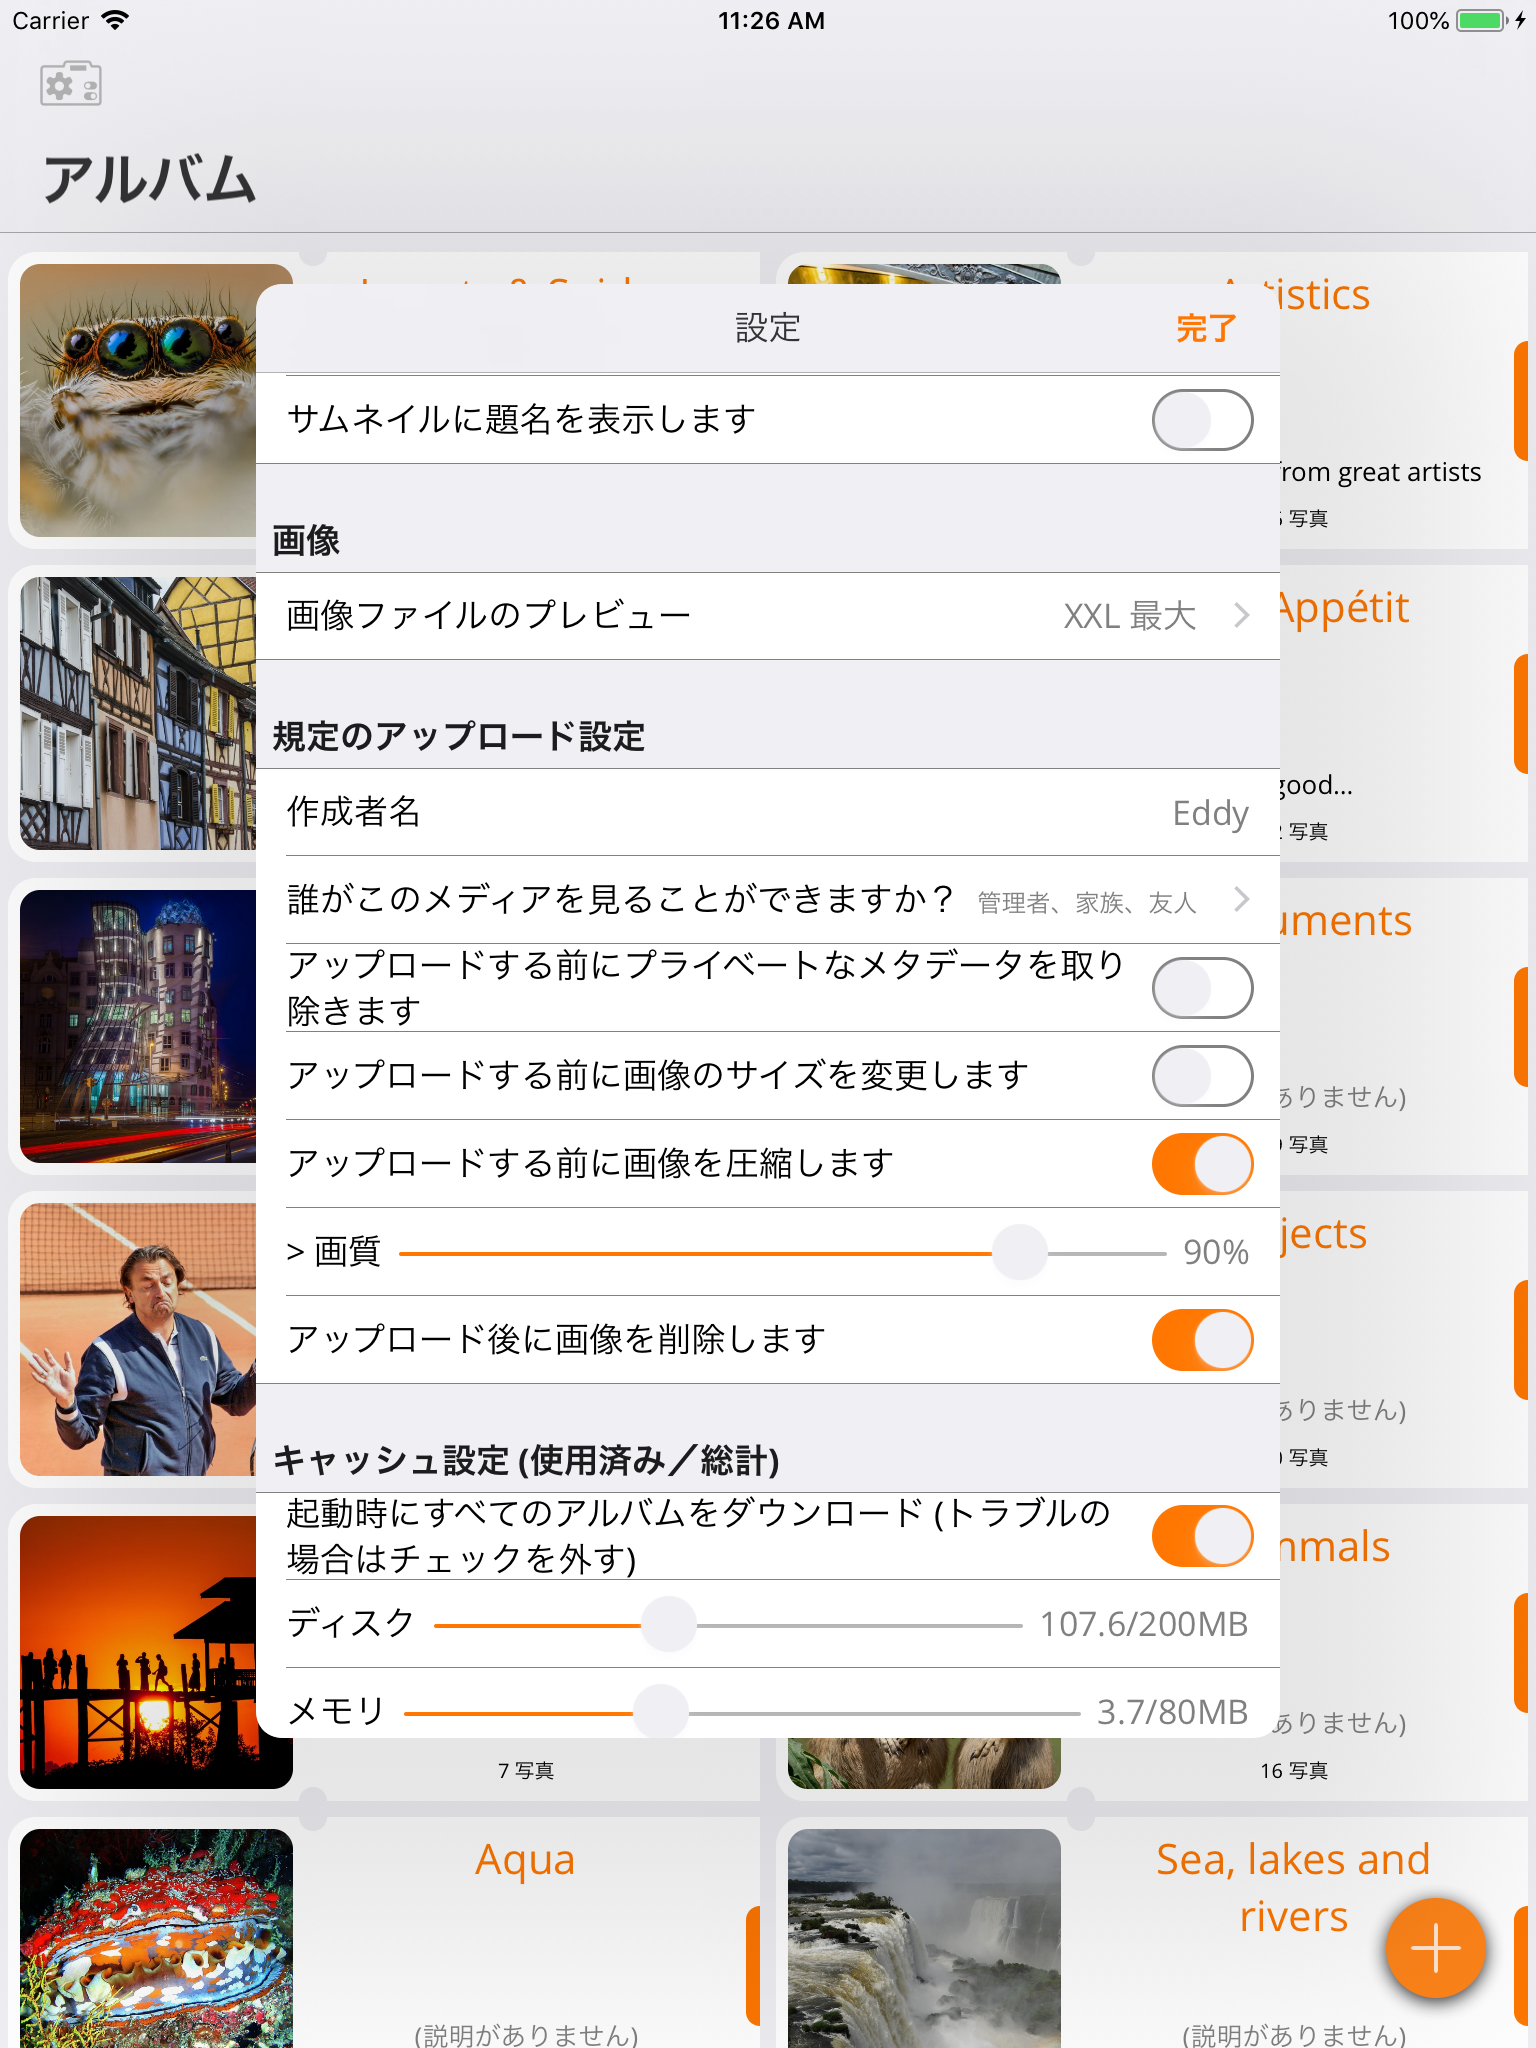 Carrier
11:26 AM
100%
アルバム
設定
完了
サムネイルに題名を表示します
画像
画像ファイルのプレビュー
XXL 最大
規定のアップロード設定
作成者名
Eddy
誰がこのメディアを見ることができますか？
管理者、家族、友人
アップロードする前にプライベートなメタデータを取り
除きます
アップロードする前に画像のサイズを変更します
アップロードする前に画像を圧縮します
> 画質
90%
アップロード後に画像を削除します
キャッシュ設定 (使用済み／総計)
起動時にすべてのアルバムをダウンロード (トラブルの
場合はチェックを外す)
ディスク
107.6/200MB
メモリ
3.7/80MB
great artists
写真
Appétit
good...
写真
ありません)
写真
ありません)
写真
ありません)
7 写真
16 写真
Aqua
(説明がありません)
Sea, lakes and
rivers
(説明がありません)